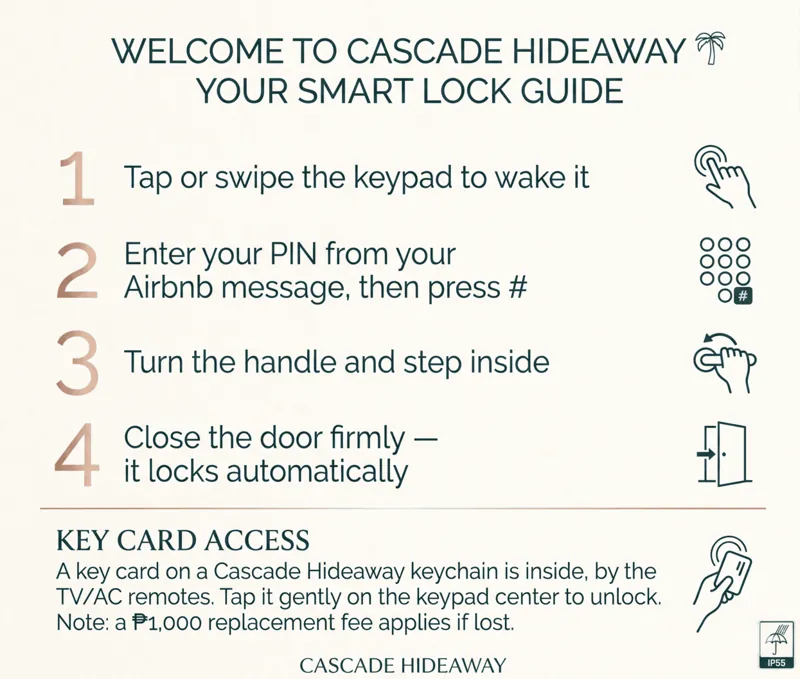 WELCOME TO CASCADE HIDEAWAY
YOUR SMART LOCK GUIDE
1 Tap or swipe the keypad to wake it
2 Enter your PIN from your
Airbnb message, then press #
#
3 Turn the handle and step inside
4 Close the door firmly —
it locks automatically
KEY CARD ACCESS
A key card on a Cascade Hideaway keychain is inside, by the
TV/AC remotes. Tap it gently on the keypad center to unlock.
Note: a ₱1,000 replacement fee applies if lost.
IP55
CASCADE HIDEAWAY